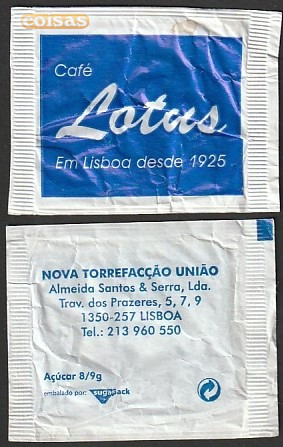 coisas
Café
Lotus
Em Lisboa desde 1925
NOVA TORREFACÇÃO UNIÃO
Almeida Santos & Serra, Lda.
Trav. dos Prazeres, 5, 7, 9
1350-257 LISBOA
Tel.: 213 960 550
Açúcar 8/9g
embalado por: sugaPack